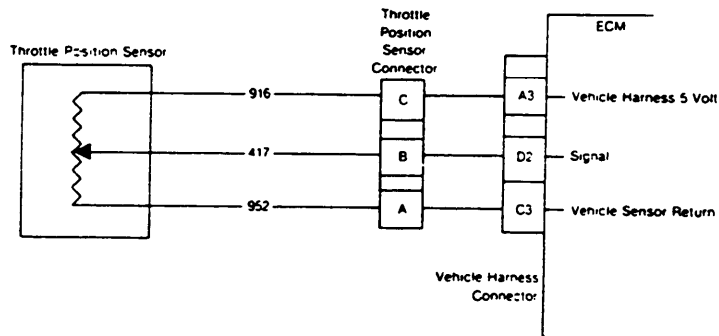 Throttle
Position
Sensor
Connector
ECM
Throttle Position Sensor
916
C
A3
Vehicle Harness 5 Volt
417
B
D2
Signal
952
A
C3
Vehicle Sensor Return
Vehicle Harness
Connector